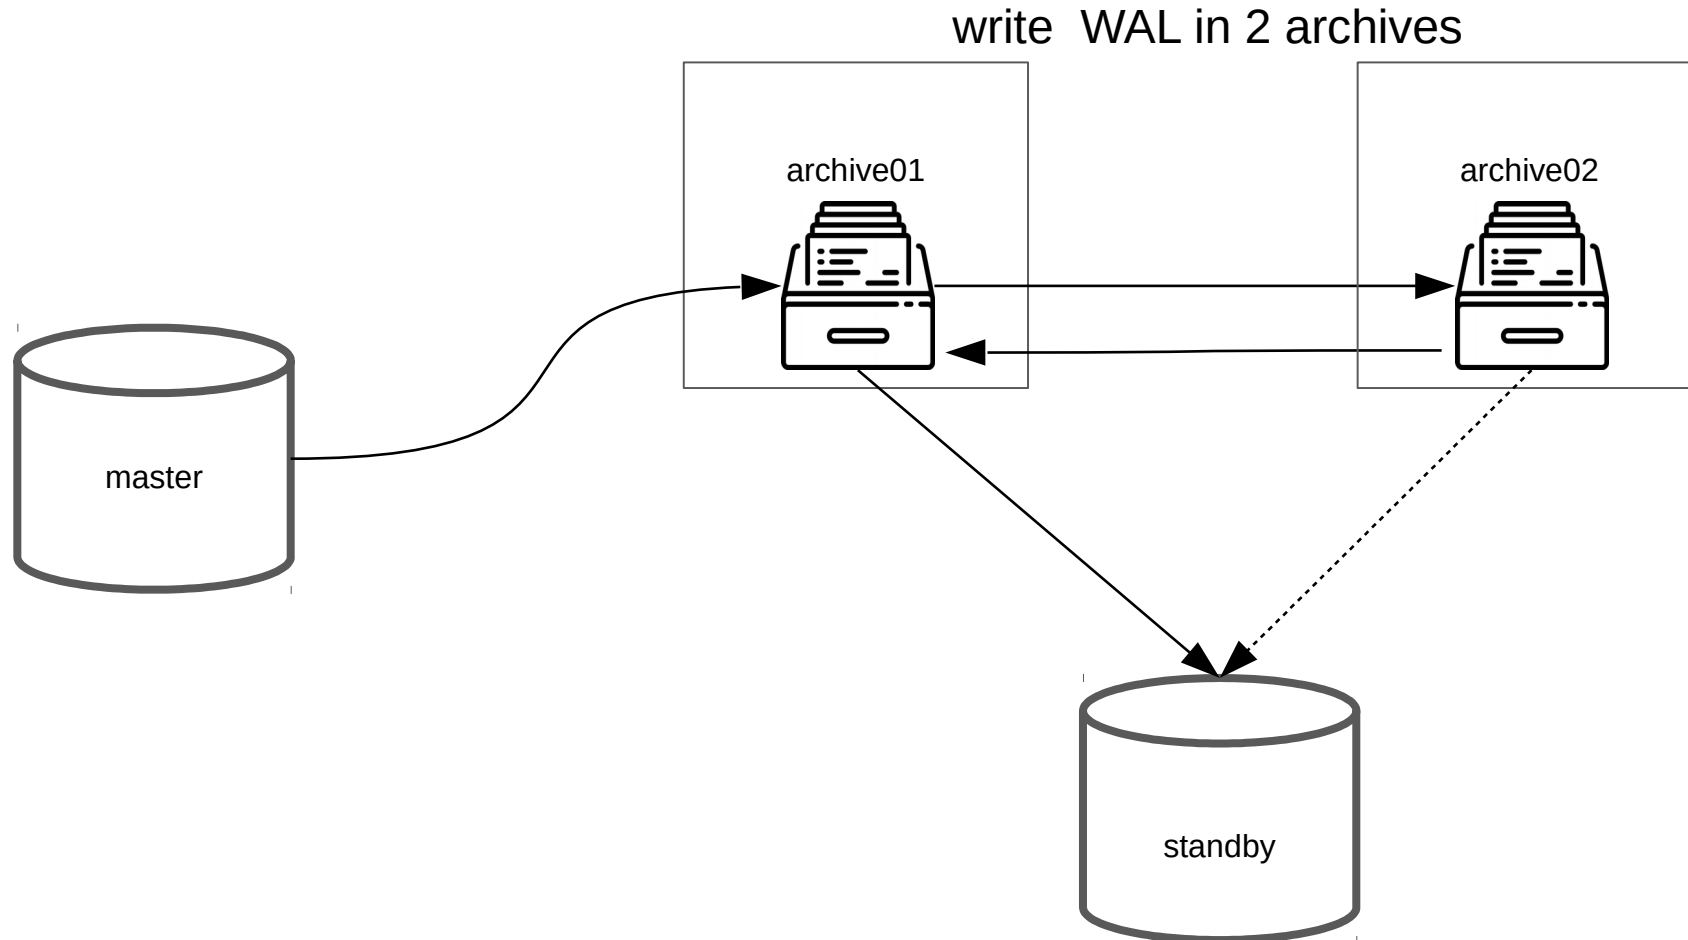 write  WAL in 2 archives
archive01
archive02
master
standby